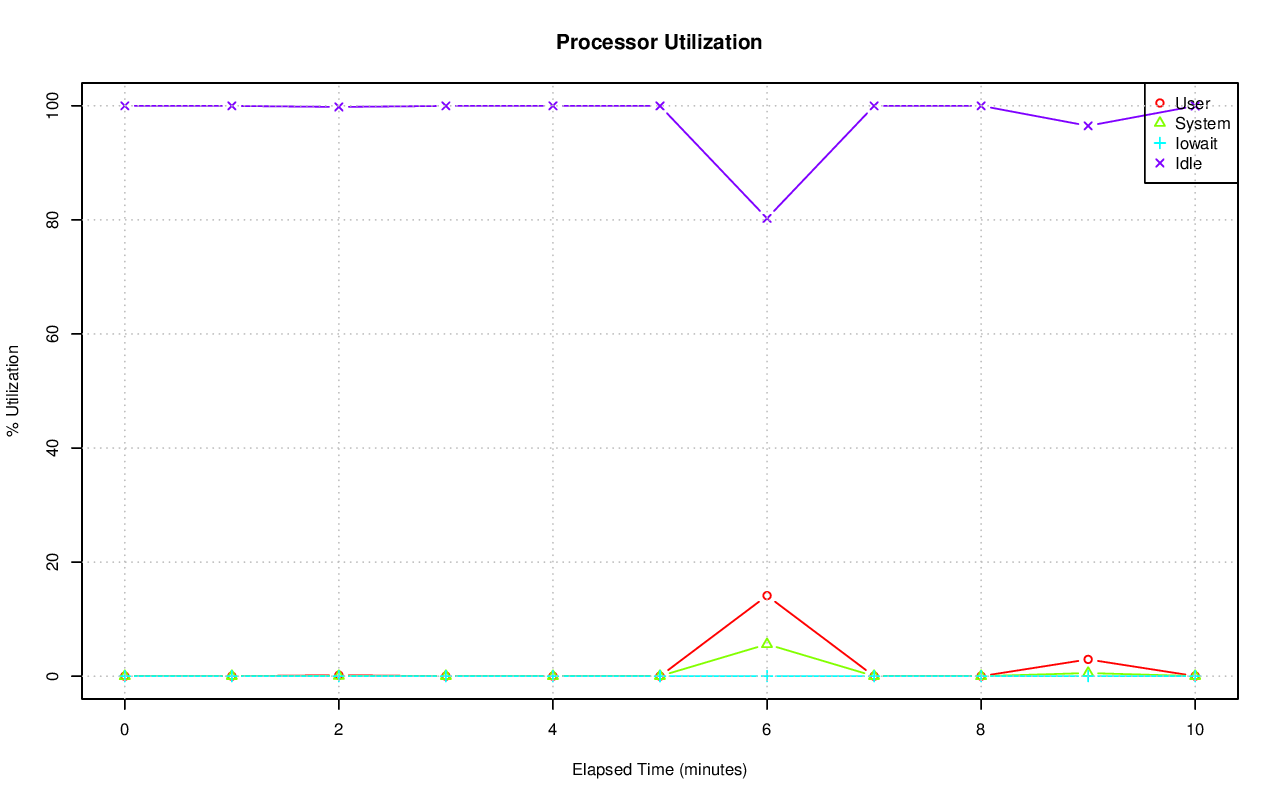 Processor Utilization
% Utilization
100
80
60
40
20
0
User
System
Iowait
Idle
0 2 4 6 8 10
Elapsed Time (minutes)